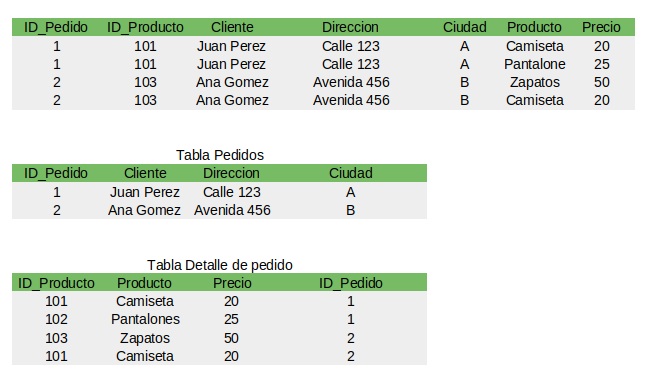 ID_Pedido ID_Producto Cliente Direccion Ciudad Producto Precio
1 101 Juan Perez Calle 123 A Camiseta 20
1 101 Juan Perez Calle 123 A Pantalone 25
2 103 Ana Gomez Avenida 456 B Zapatos 50
2 103 Ana Gomez Avenida 456 B Camiseta 20
Tabla Pedidos
ID_Pedido Cliente Direccion Ciudad
1 Juan Perez Calle 123 A
2 Ana Gomez Avenida 456 B
Tabla Detalle de pedido
ID_Producto Producto Precio ID_Pedido
101 Camiseta 20 1
102 Pantalones 25 1
103 Zapatos 50 2
101 Camiseta 20 2